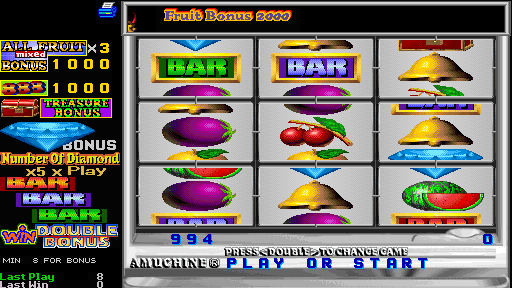 Fruit Bonus 2000
ALL FRUIT x 3
mixed
BONUS 1000
1000
TREASURE
BONUS
BONUS
Number Of Diamond
x5 x Play
BAR
BAR
BAR
WIN DOUBLE
BONUS
MIN 8 FOR BONUS
Last Play 8
Last Win 0
BAR BAR
994 0
PRESS <DOUBLE> TO CHANGE GAME
AMUCHINE® PLAY OR START